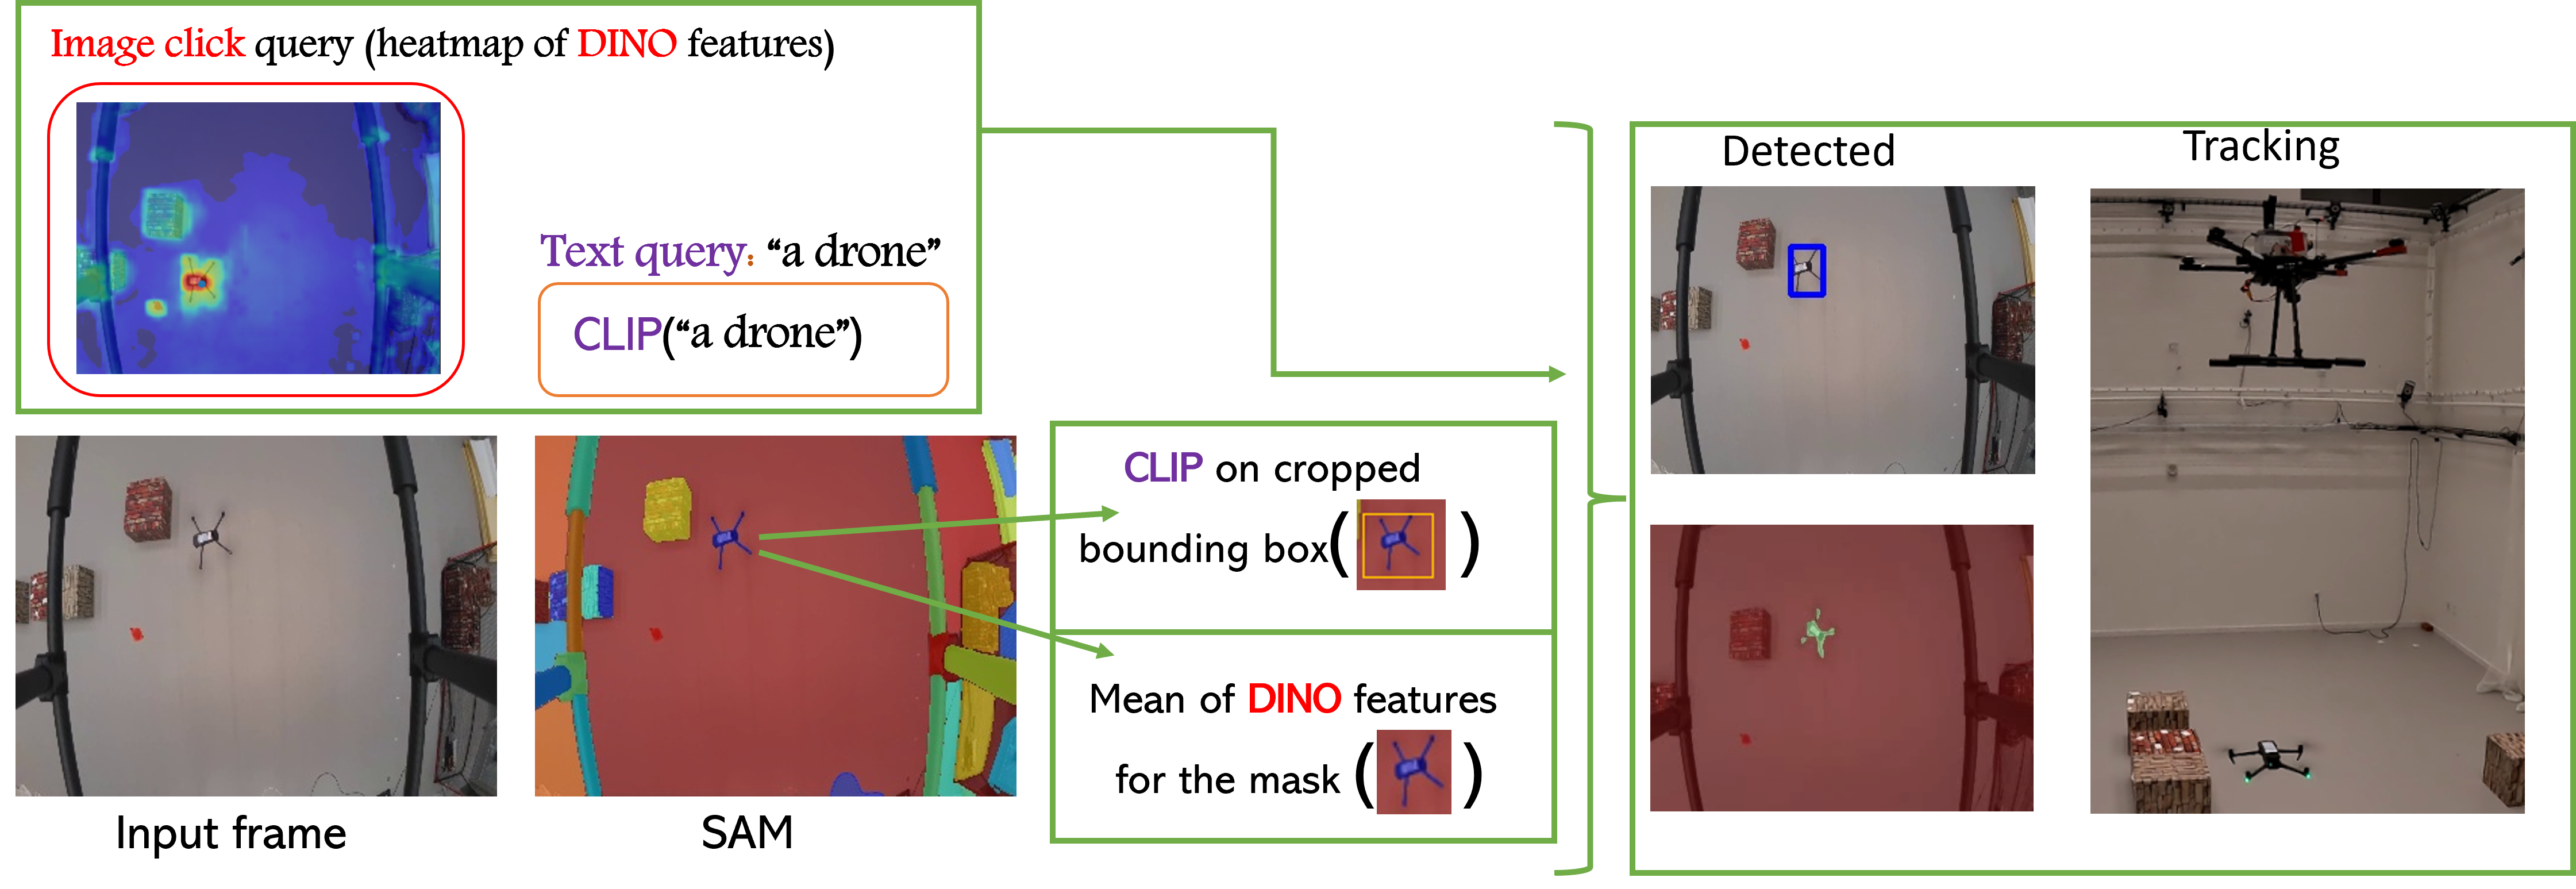 Image click query (heatmap of DINO features)
Text query: “a drone”
CLIP(“a drone”)
Input frame
SAM
CLIP on cropped
bounding box( )
Mean of DINO features
for the mask ( )
Detected
Tracking